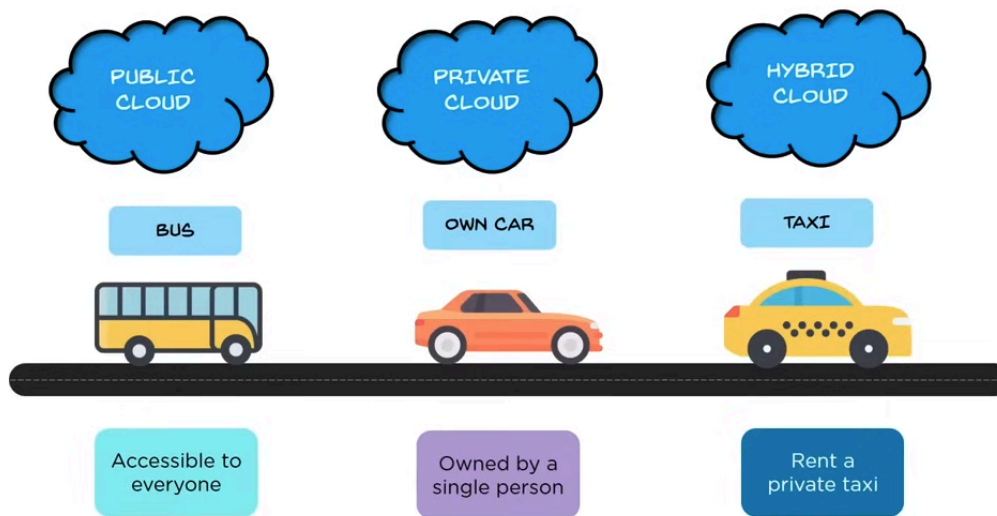 PUBLIC
CLOUD
PRIVATE
CLOUD
HYBRID
CLOUD
BUS
OWN CAR
TAXI
Accessible to
everyone
Owned by a
single person
Rent a
private taxi